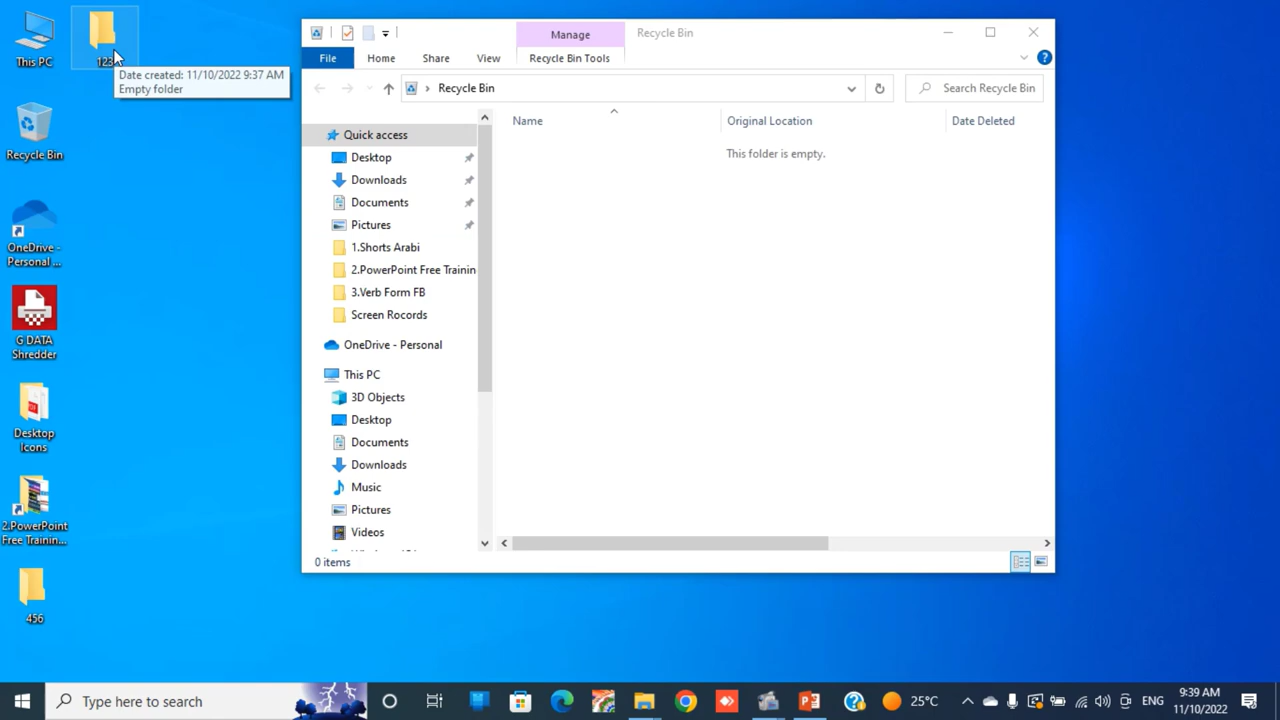 This PC
123
Date created: 11/10/2022 9:37 AM
Empty folder
Recycle Bin
OneDrive -
Personal ...
G DATA
Shredder
Desktop
Icons
2.PowerPoint
Free Trainin...
456
Manage
Recycle Bin
File
Home
Share
View
Recycle Bin Tools
Recycle Bin
Search Recycle Bin
Name
Original Location
Date Deleted
This folder is empty.
Quick access
Desktop
Downloads
Documents
Pictures
1.Shorts Arabi
2.PowerPoint Free Trainin
3.Verb Form FB
Screen Rocords
OneDrive - Personal
This PC
3D Objects
Desktop
Documents
Downloads
Music
Pictures
Videos
0 items
Type here to search
25°C
ENG
9:39 AM
11/10/2022